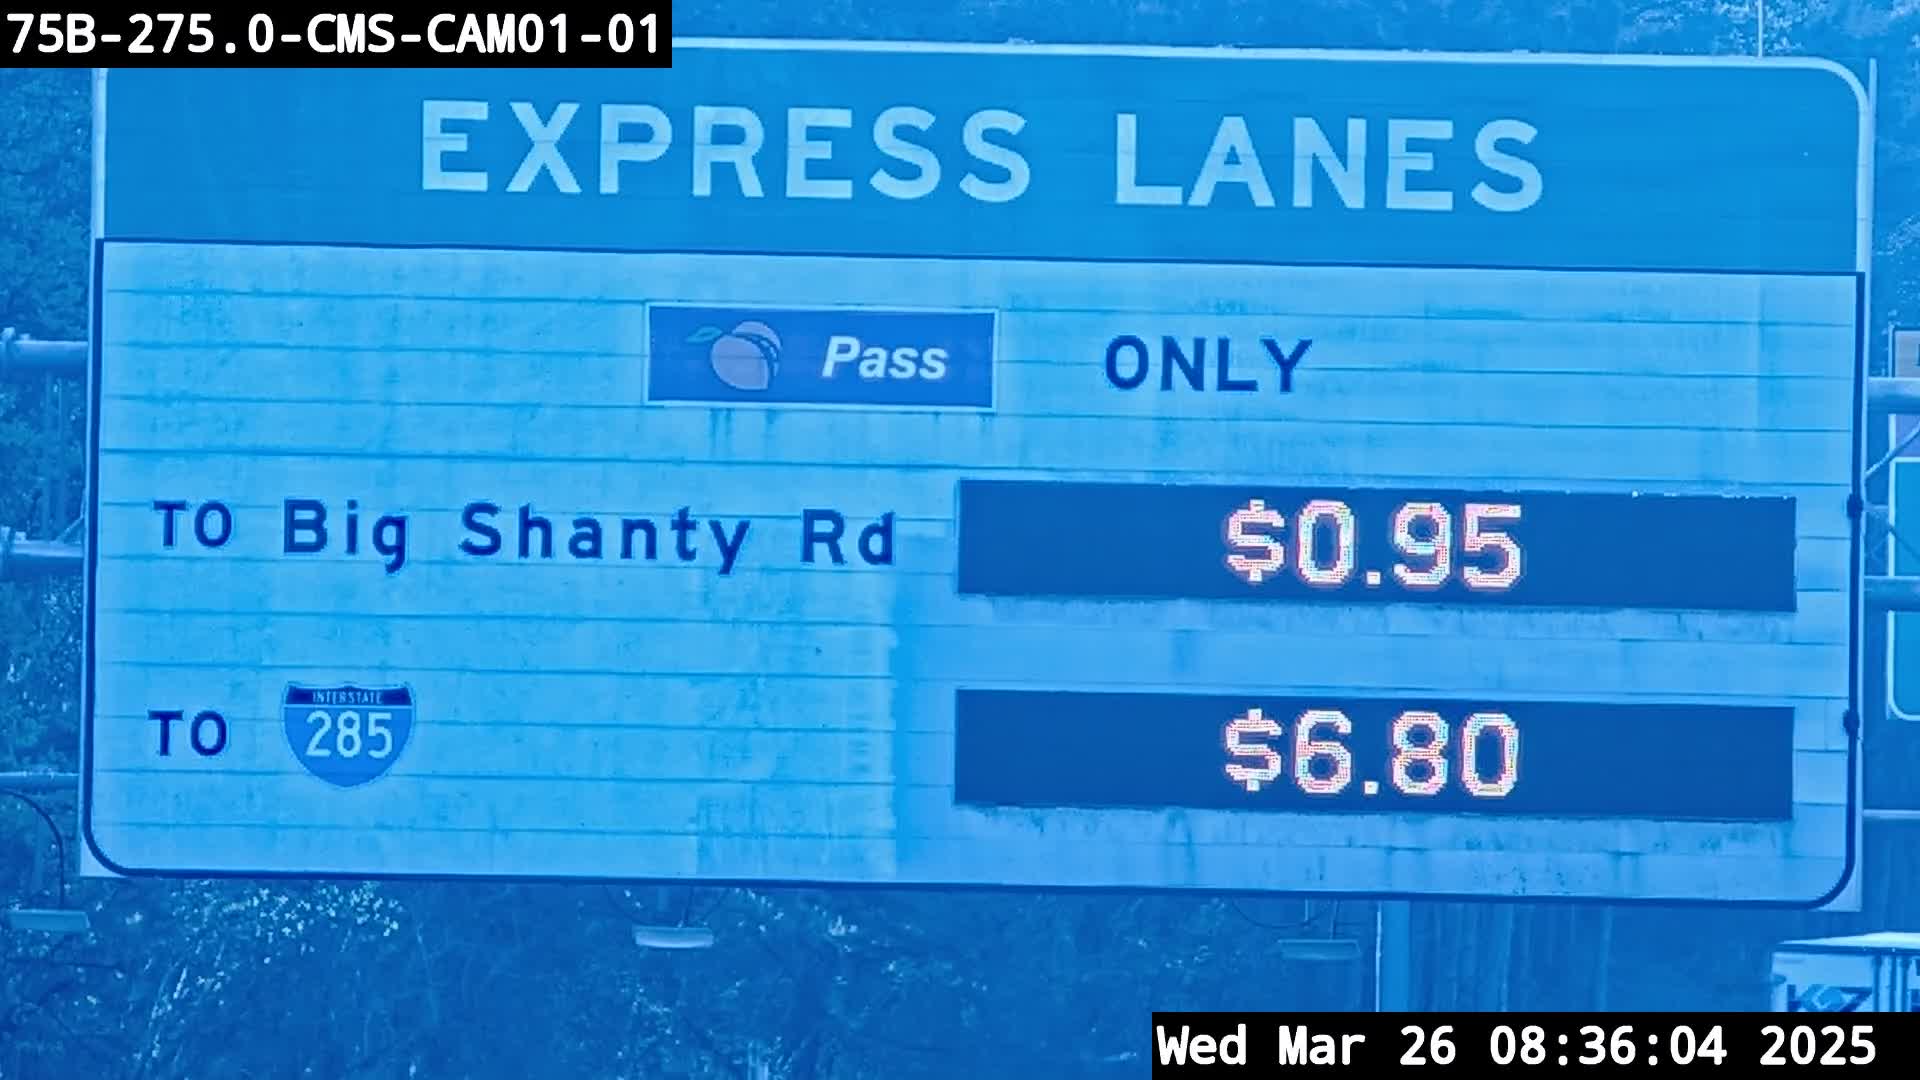 75B-275.0-CMS-CAM01-01
EXPRESS LANES
Pass ONLY
TO Big Shanty Rd $0.95
TO INTERSTATE 285 $6.80
Wed Mar 26 08:36:04 2025